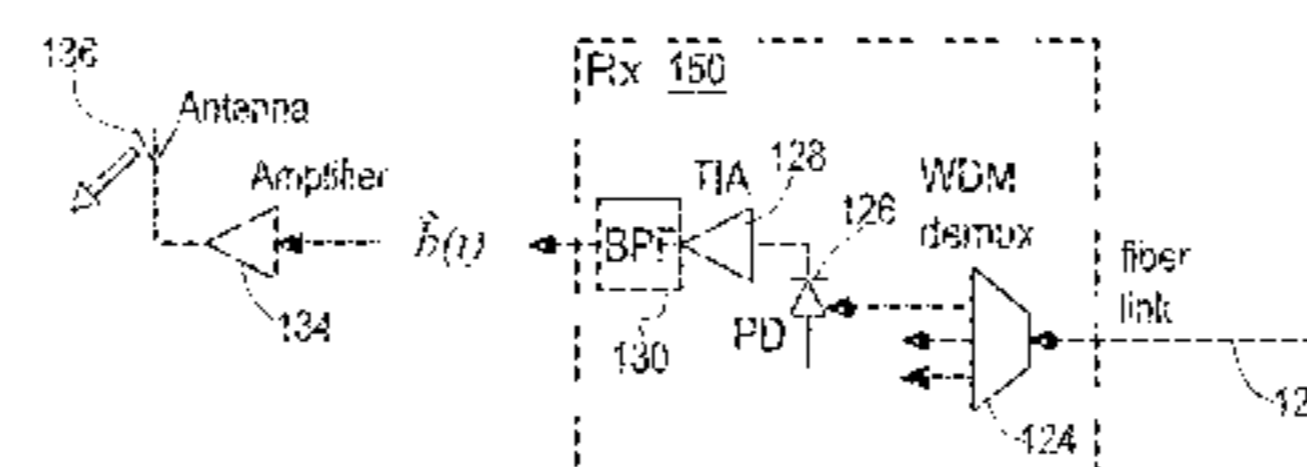 136
Antenna
Amplifier
134
Rx 150
TIA
128
BPF
130
126
PD
WDM
demux
124
fiber
link